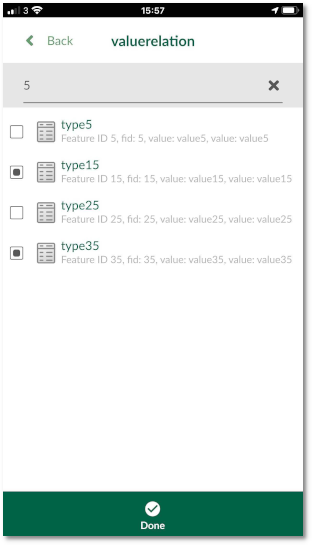 3 15:57
Back valuerelation
5
type5
Feature ID 5, fid: 5, value: value5, value: value5
type15
Feature ID 15, fid: 15, value: value15, value: value15
type25
Feature ID 25, fid: 25, value: value25, value: value25
type35
Feature ID 35, fid: 35, value: value35, value: value35
Done